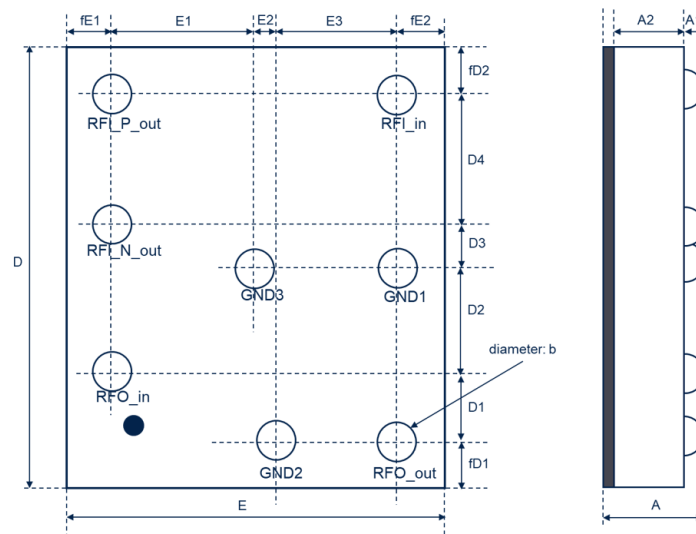 fE1 E1 E2 E3 fE2
A2 A
fD2
RFI_P_out RFI_in
D4
RFI_N_out
D3
D
GND3 GND1
D2
diameter: b
RFO_in
D1
GND2 RFO_out
fD1
E
A